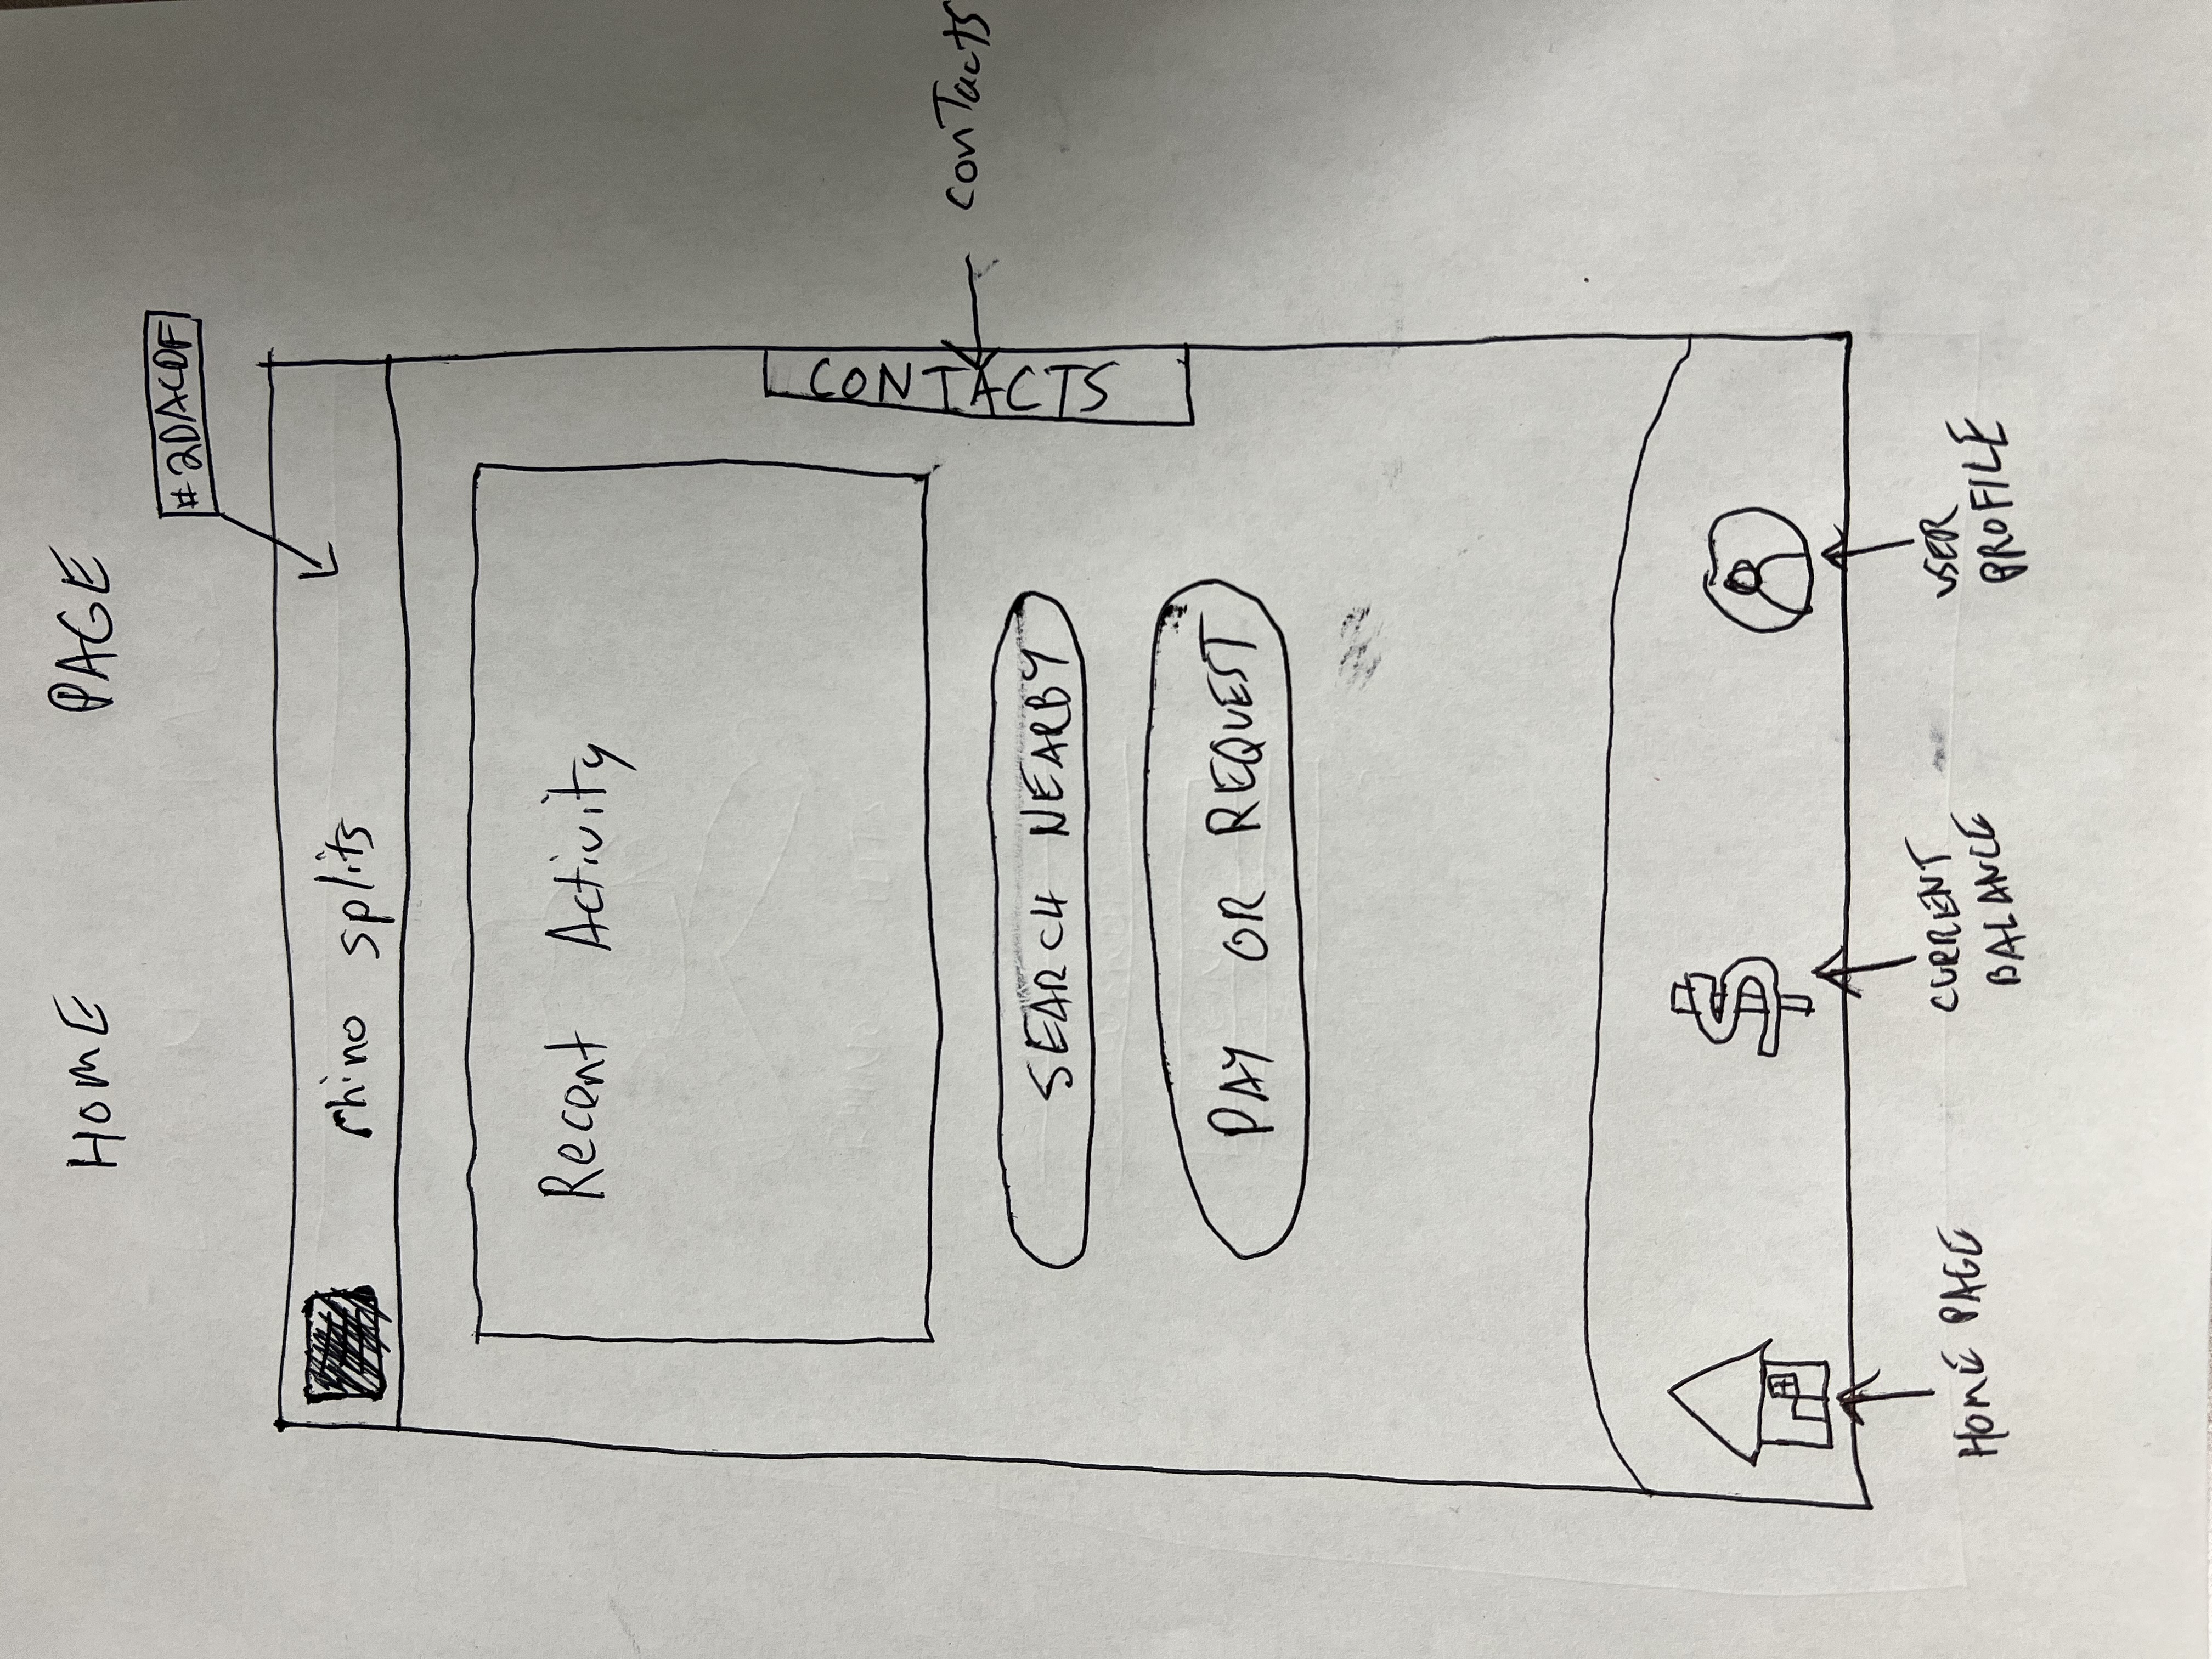 HOME PAGE
#2DACDF
rhino splits
Recent Activity
CONTACTS
contacts
SEARCH NEARBY
PAY OR REQUEST
$
HOME PAGE
CURRENT
BALANCE
USER
PROFILE